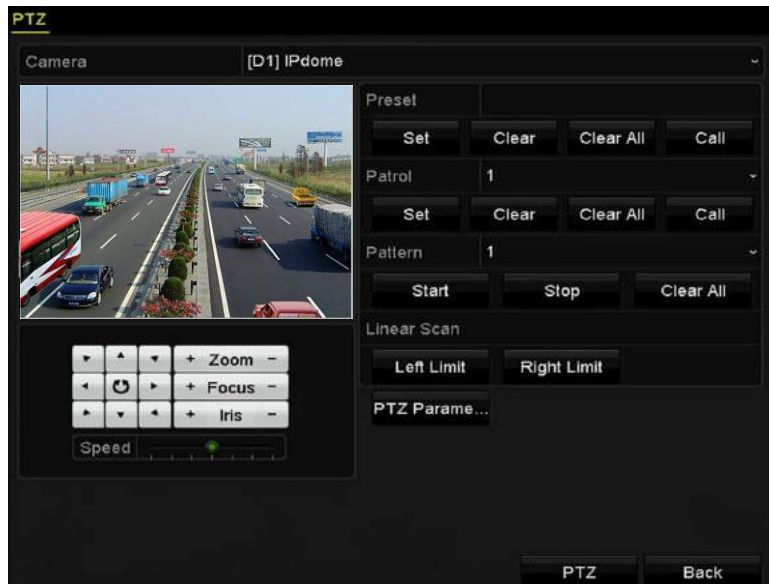 PTZ
Camera [D1] IPdome
Preset
Set Clear Clear All Call
Patrol 1
Set Clear Clear All Call
Pattern 1
Start Stop Clear All
Linear Scan
Left Limit Right Limit
PTZ Parame...
+ Zoom -
+ Focus -
+ Iris -
Speed
PTZ Back